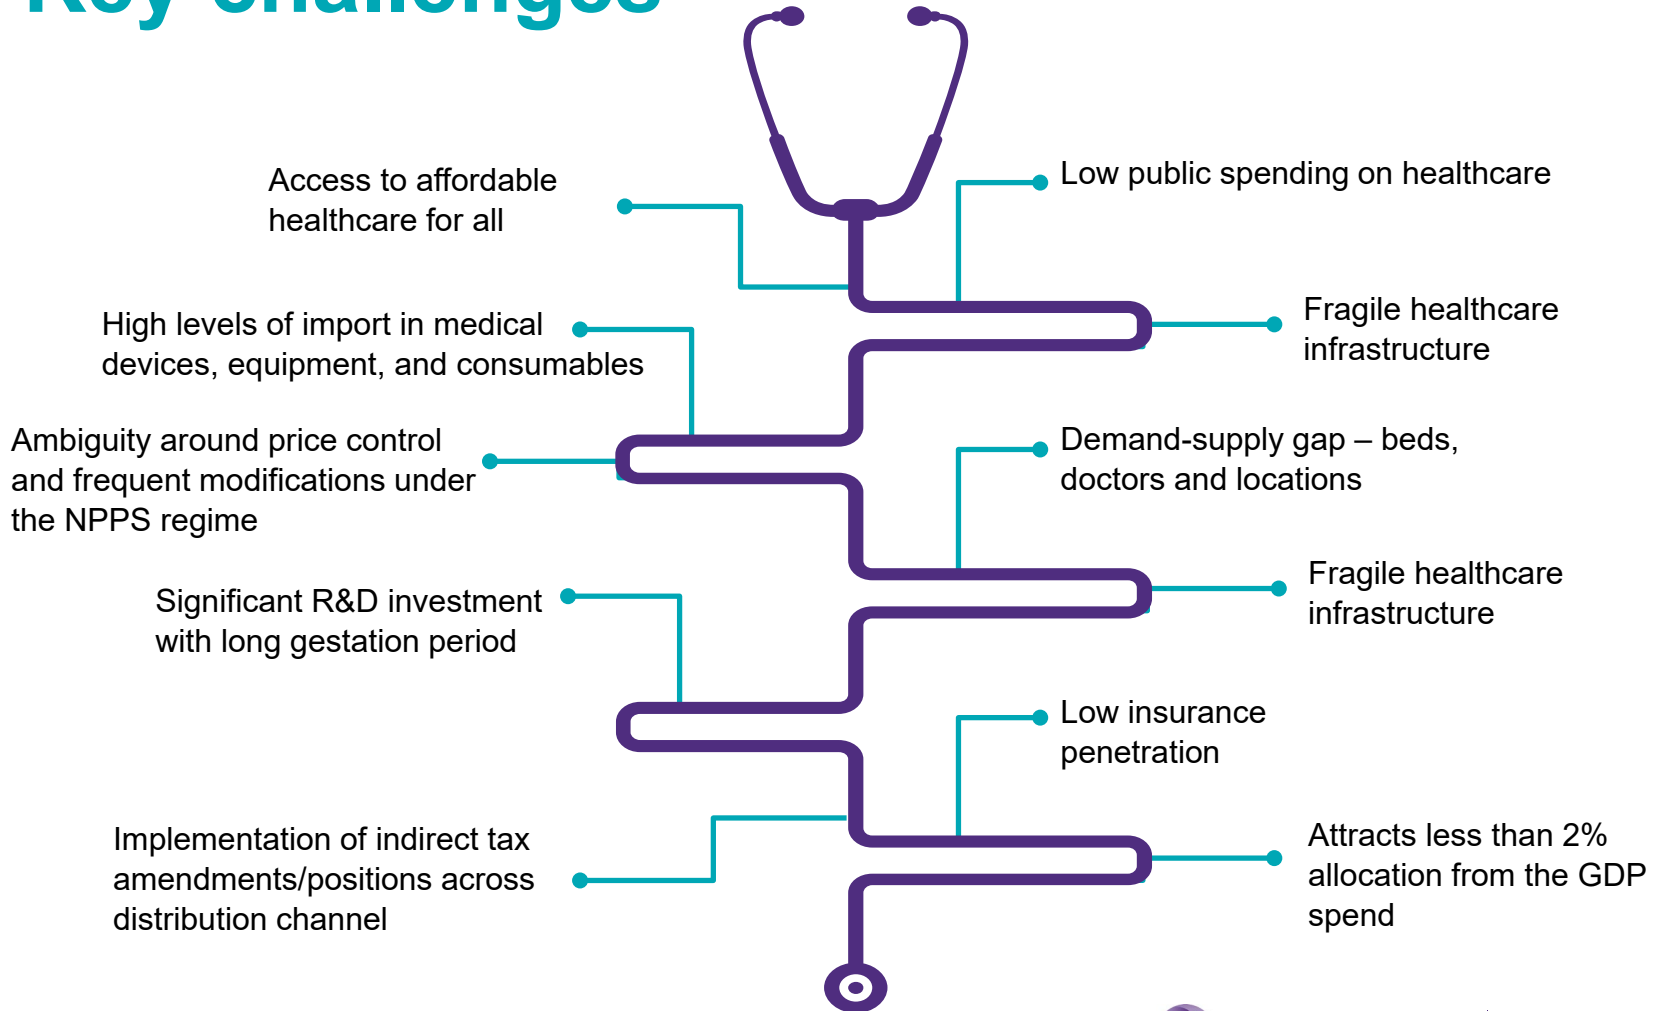 Key challenges
Access to affordable
healthcare for all
Low public spending on healthcare
High levels of import in medical
devices, equipment, and consumables
Fragile healthcare
infrastructure
Ambiguity around price control
and frequent modifications under
the NPPS regime
Demand-supply gap – beds,
doctors and locations
Significant R&D investment
with long gestation period
Fragile healthcare
infrastructure
Low insurance
penetration
Implementation of indirect tax
amendments/positions across
distribution channel
Attracts less than 2%
allocation from the GDP
spend